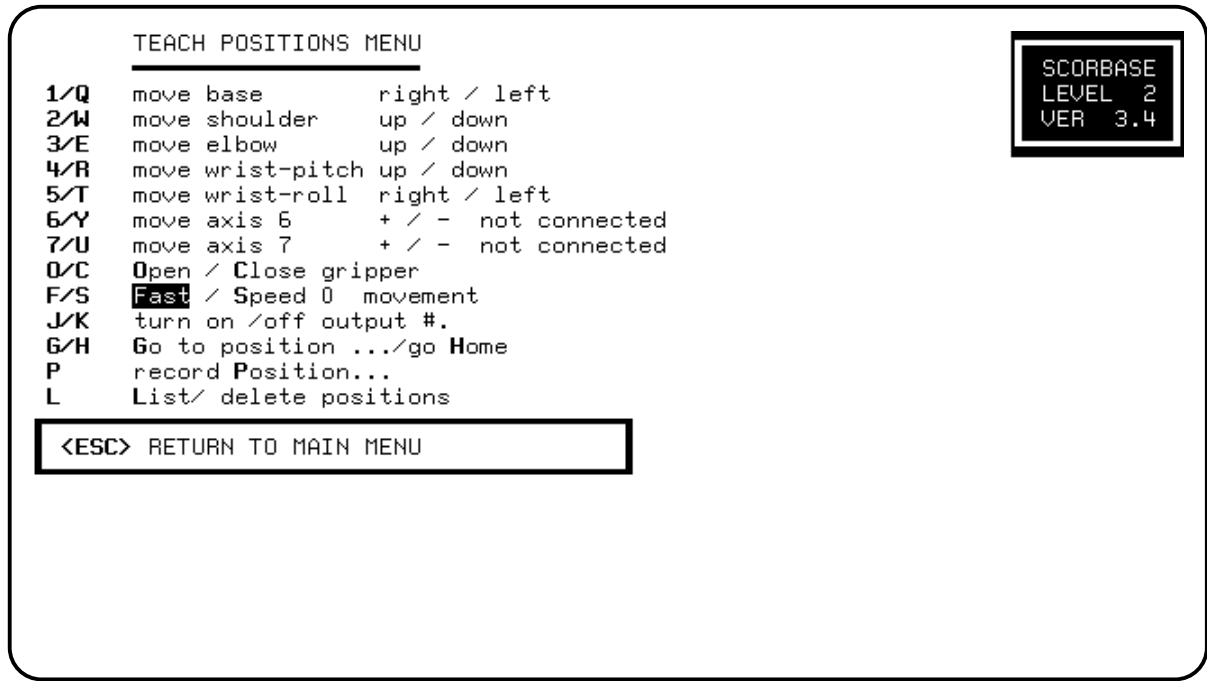 TEACH POSITIONS MENU
SCORBASE
LEVEL 2
VER 3.4
1/Q move base right / left
2/W move shoulder up / down
3/E move elbow up / down
4/R move wrist-pitch up / down
5/T move wrist-roll right / left
6/Y move axis 6 + / - not connected
7/U move axis 7 + / - not connected
O/C Open / Close gripper
F/S Fast / Speed 0 movement
J/K turn on /off output #.
G/H Go to position .../go Home
P record Position...
L List/ delete positions
<ESC> RETURN TO MAIN MENU